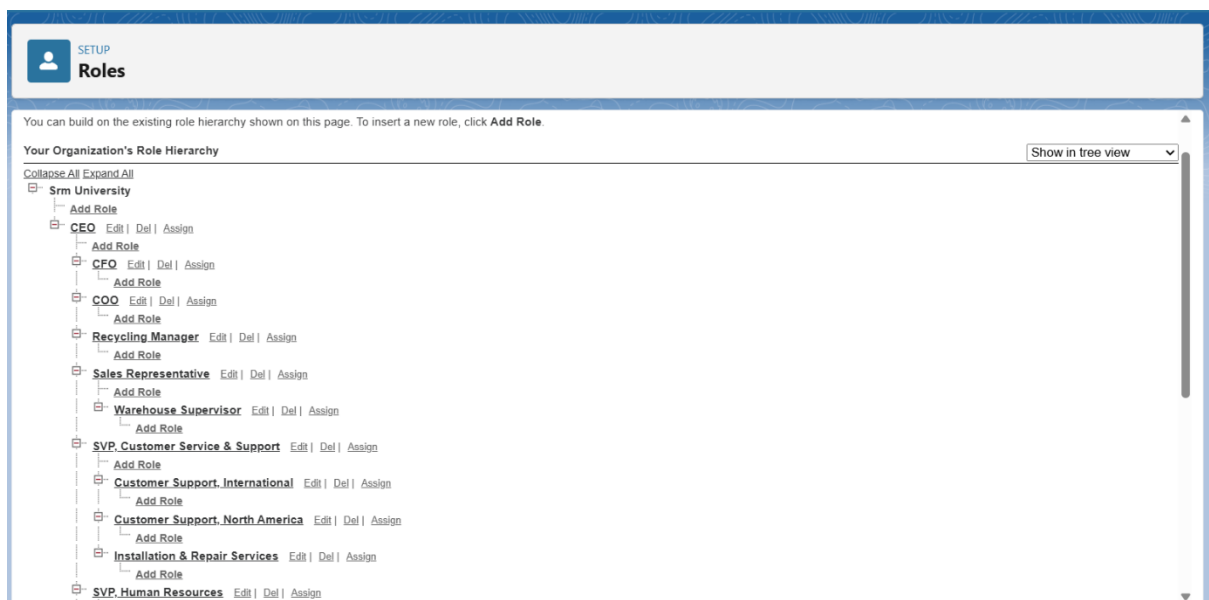 SETUP
Roles
You can build on the existing role hierarchy shown on this page. To insert a new role, click Add Role.
Your Organization's Role Hierarchy Show in tree view
Collapse All Expand All
Srm University
Add Role
CEO Edit | Del | Assign
Add Role
CFO Edit | Del | Assign
Add Role
COO Edit | Del | Assign
Add Role
Recycling Manager Edit | Del | Assign
Add Role
Sales Representative Edit | Del | Assign
Add Role
Warehouse Supervisor Edit | Del | Assign
Add Role
SVP, Customer Service & Support Edit | Del | Assign
Add Role
Customer Support, International Edit | Del | Assign
Add Role
Customer Support, North America Edit | Del | Assign
Add Role
Installation & Repair Services Edit | Del | Assign
Add Role
SVP, Human Resources Edit | Del | Assign